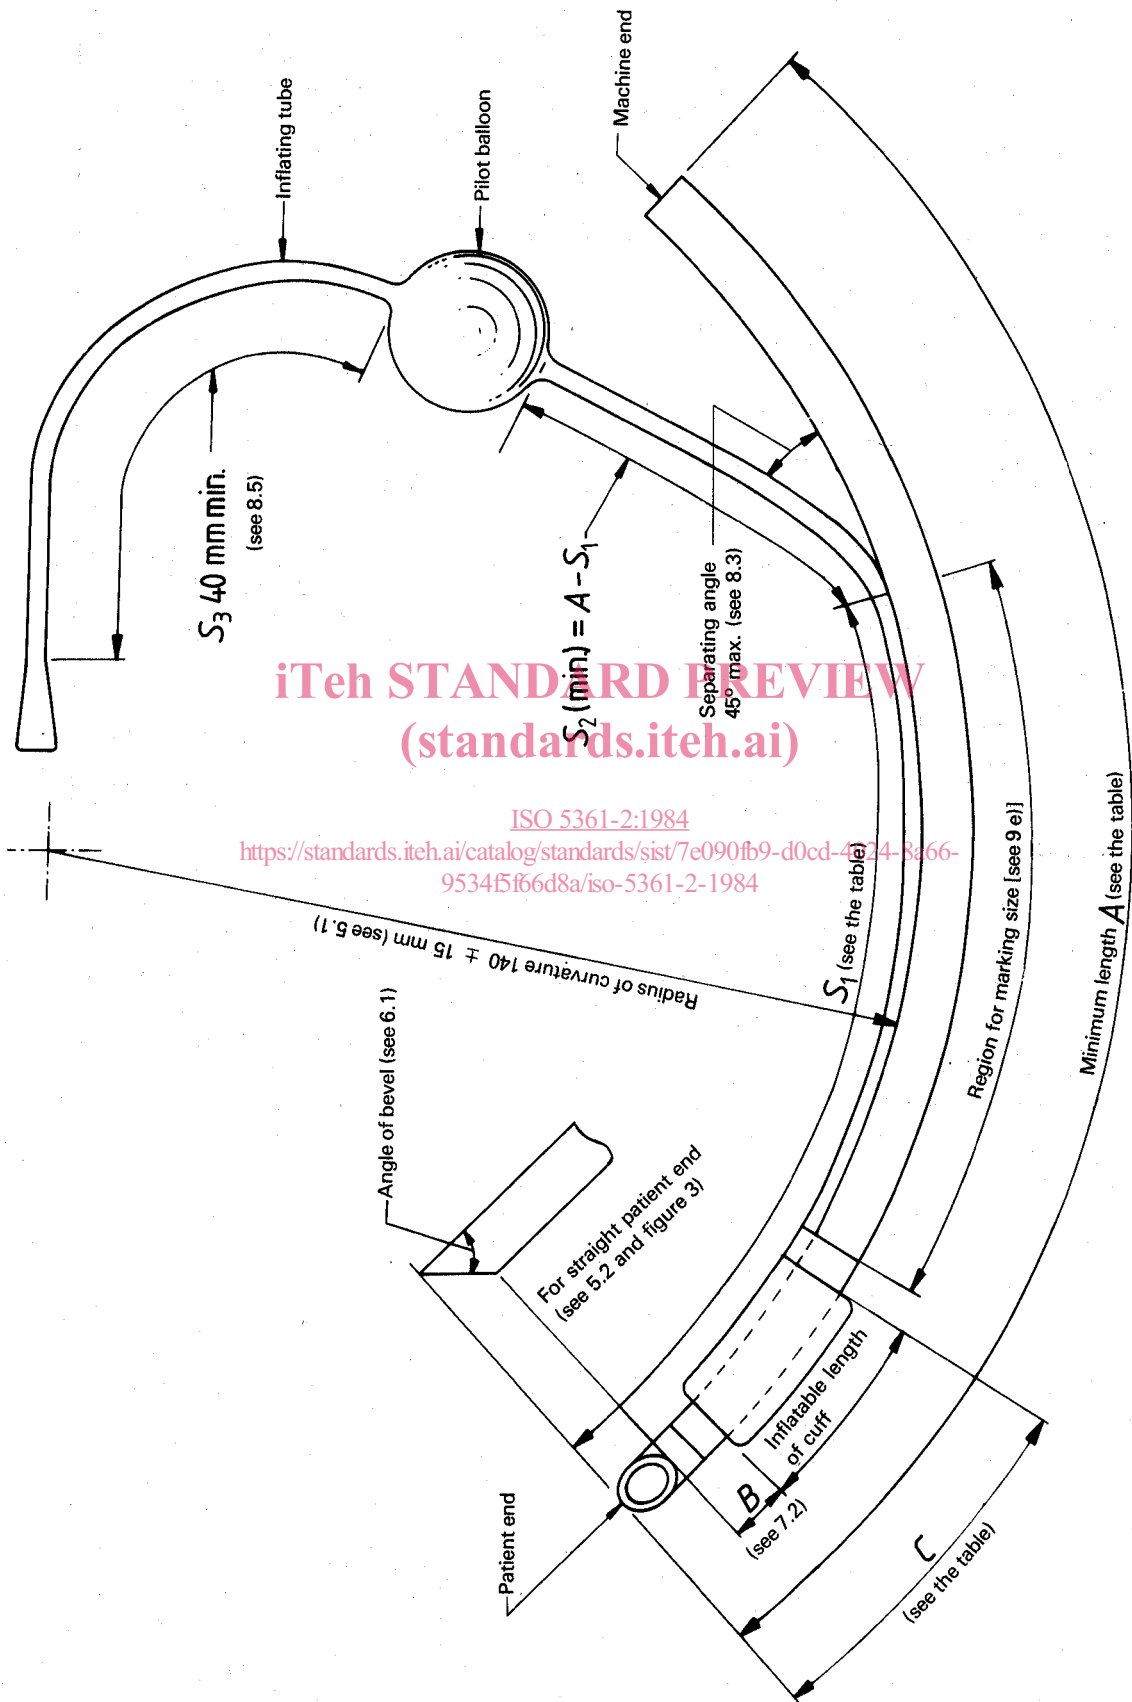 Machine end
Inflating tube
Pilot balloon
S3 40 mm min.
(see 8.5)
S2 (min) = A - S1
Separating angle
45° max. (see 8.3)
iTeh STANDARD PREVIEW
(standards.iteh.ai)
ISO 5361-2:1984
https://standards.iteh.ai/catalog/standards/sist/7e090fb9-d0cd-4624-8a66-
9534f5f66d8a/iso-5361-2-1984
Radius of curvature 140 ± 15 mm (see 5.1)
S1 (see the table)
Region for marking size [see 9 e)]
Minimum length A (see the table)
Angle of bevel (see 6.1)
For straight patient end
(see 5.2 and figure 3)
Inflatable length
of cuff
B
(see 7.2)
Patient end
C
(see the table)